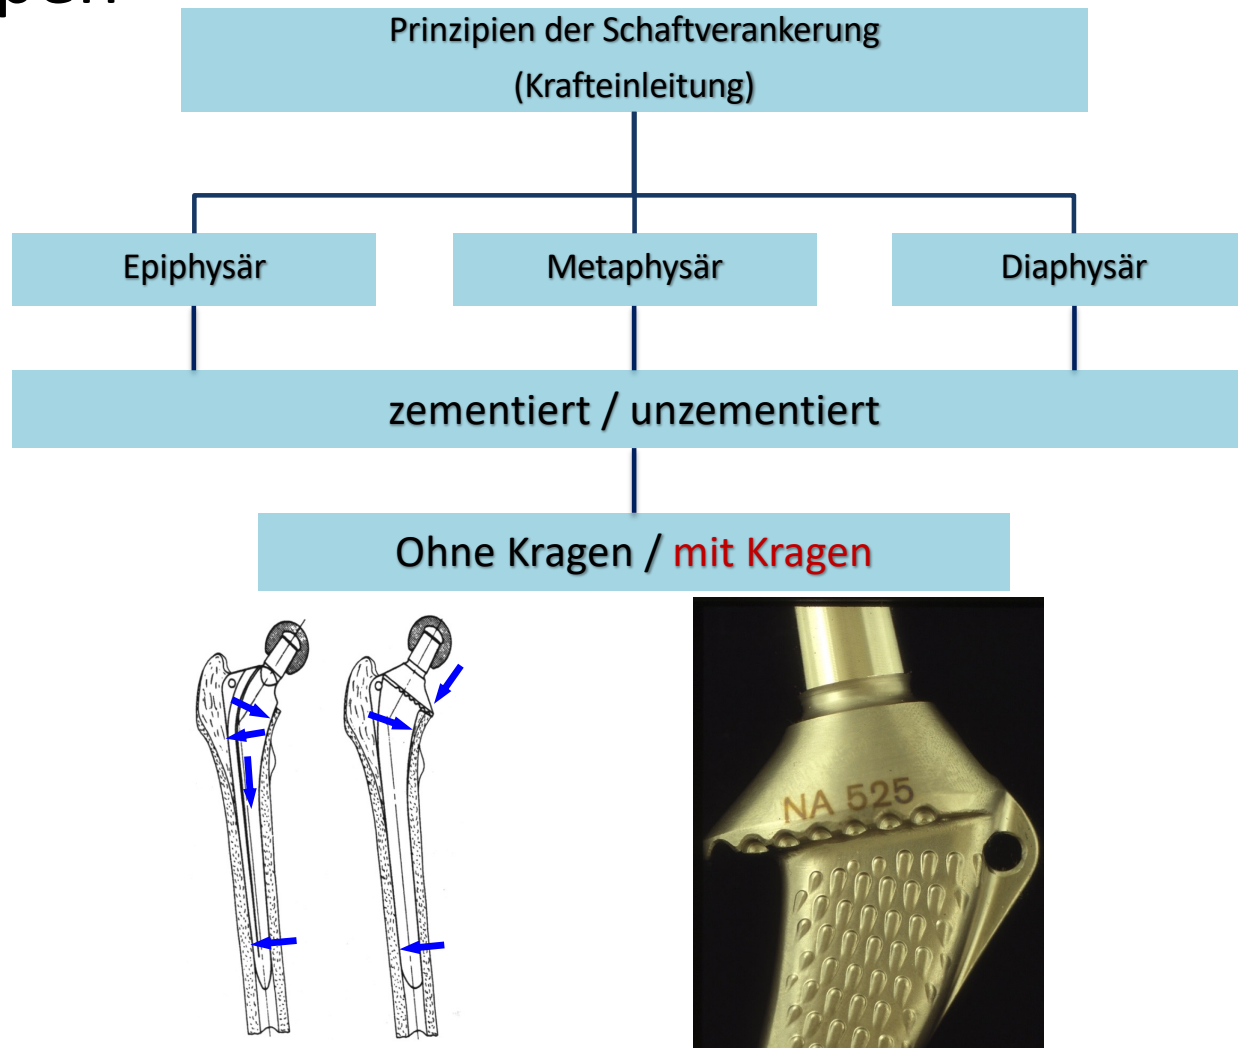 Prinzipien der Schaftverankerung
(Krafteinleitung)
Epiphysär
Metaphysär
Diaphysär
zementiert / unzementiert
Ohne Kragen / mit Kragen
NA 525